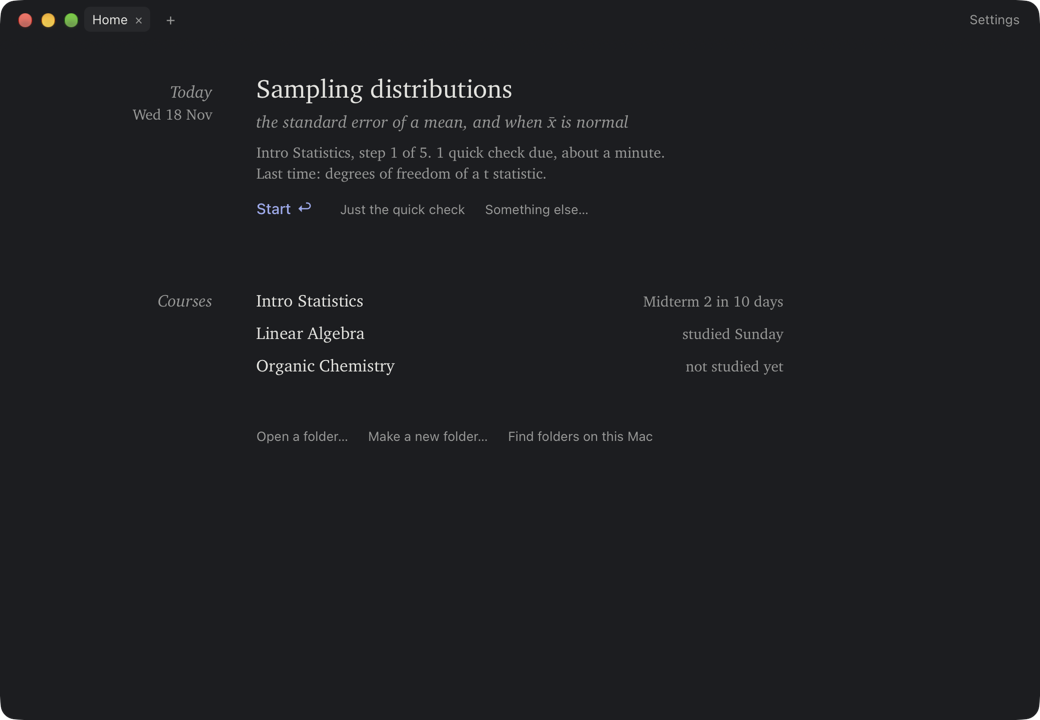 Home × +
Settings
Today
Wed 18 Nov
Sampling distributions
the standard error of a mean, and when x̄ is normal
Intro Statistics, step 1 of 5. 1 quick check due, about a minute.
Last time: degrees of freedom of a t statistic.
Start ↩ Just the quick check Something else…
Courses
Intro Statistics Midterm 2 in 10 days
Linear Algebra studied Sunday
Organic Chemistry not studied yet
Open a folder… Make a new folder… Find folders on this Mac